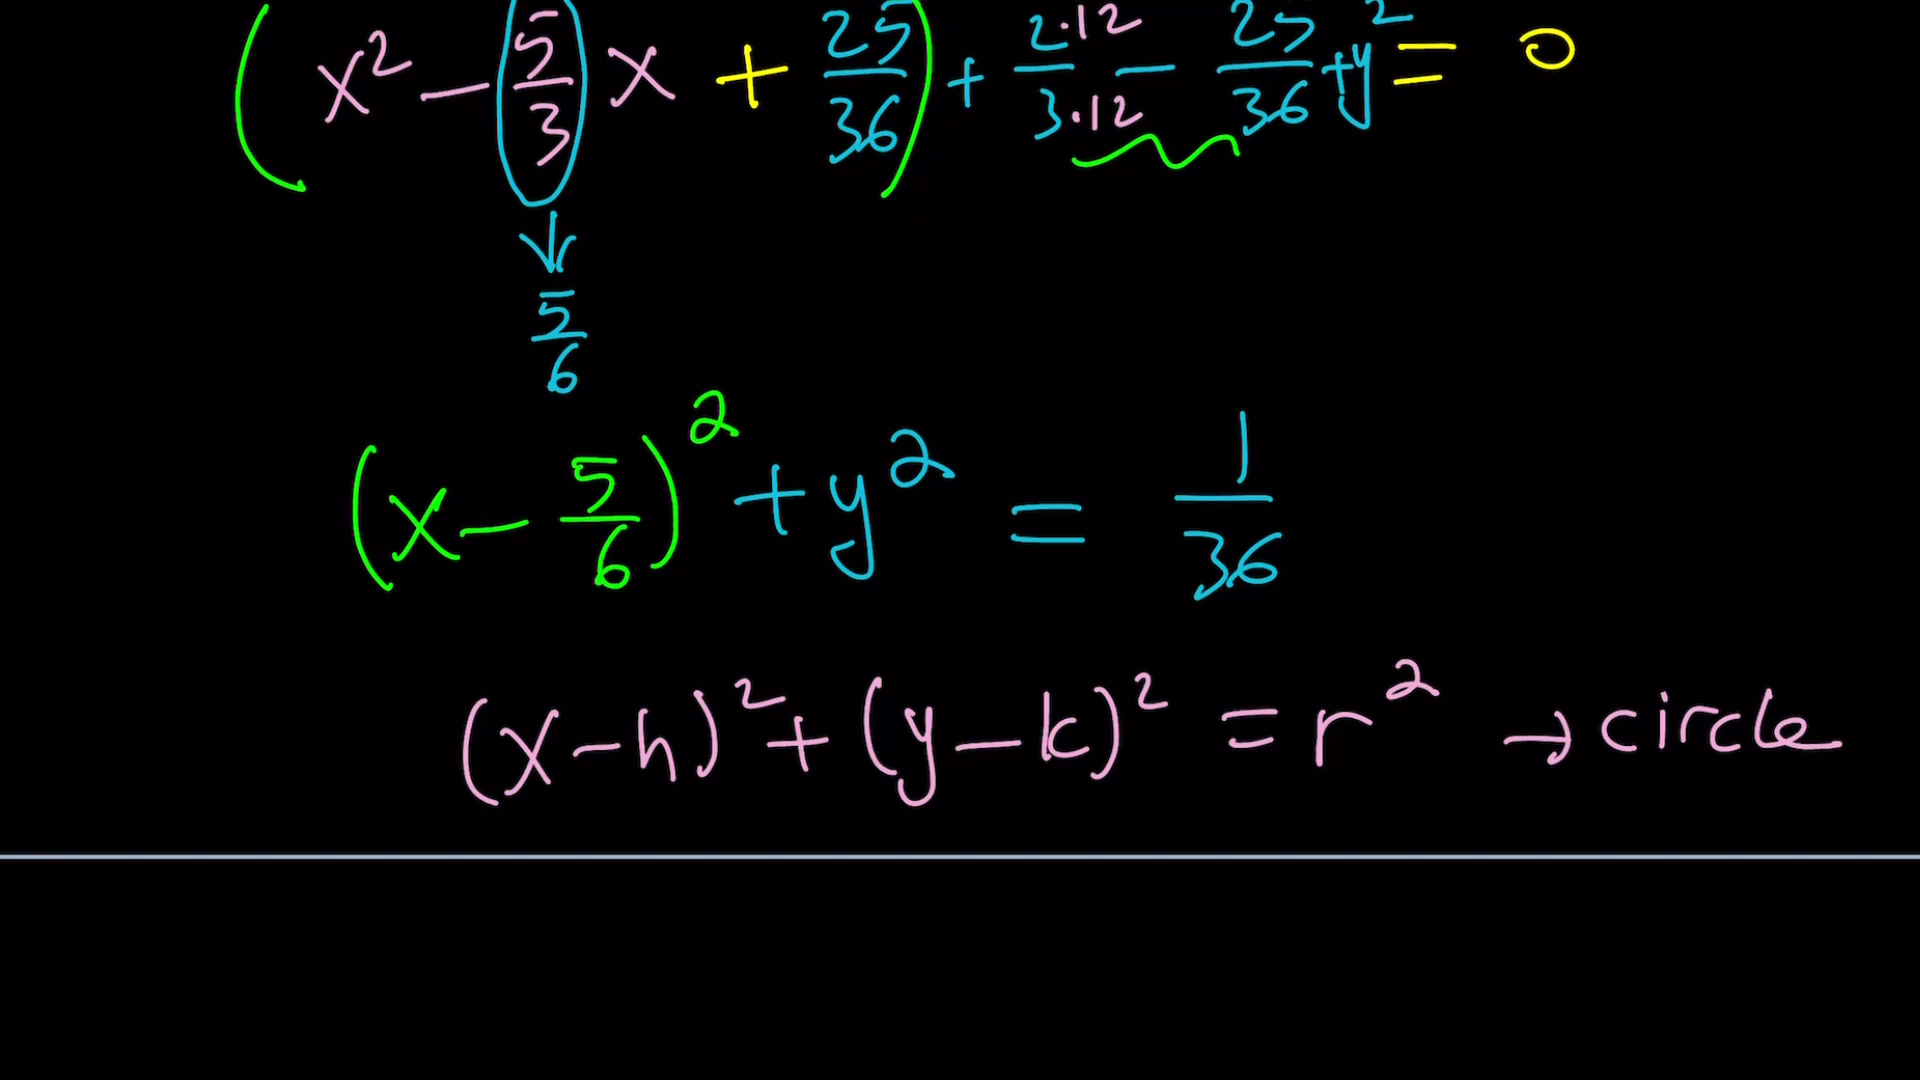 (x² - 5/3 x + 25/36) + 2·12/3·12 - 25/36 + y² = 0
↓
5/6
(x - 5/6)² + y² = 1/36
(x-h)² + (y-k)² = r² → circle